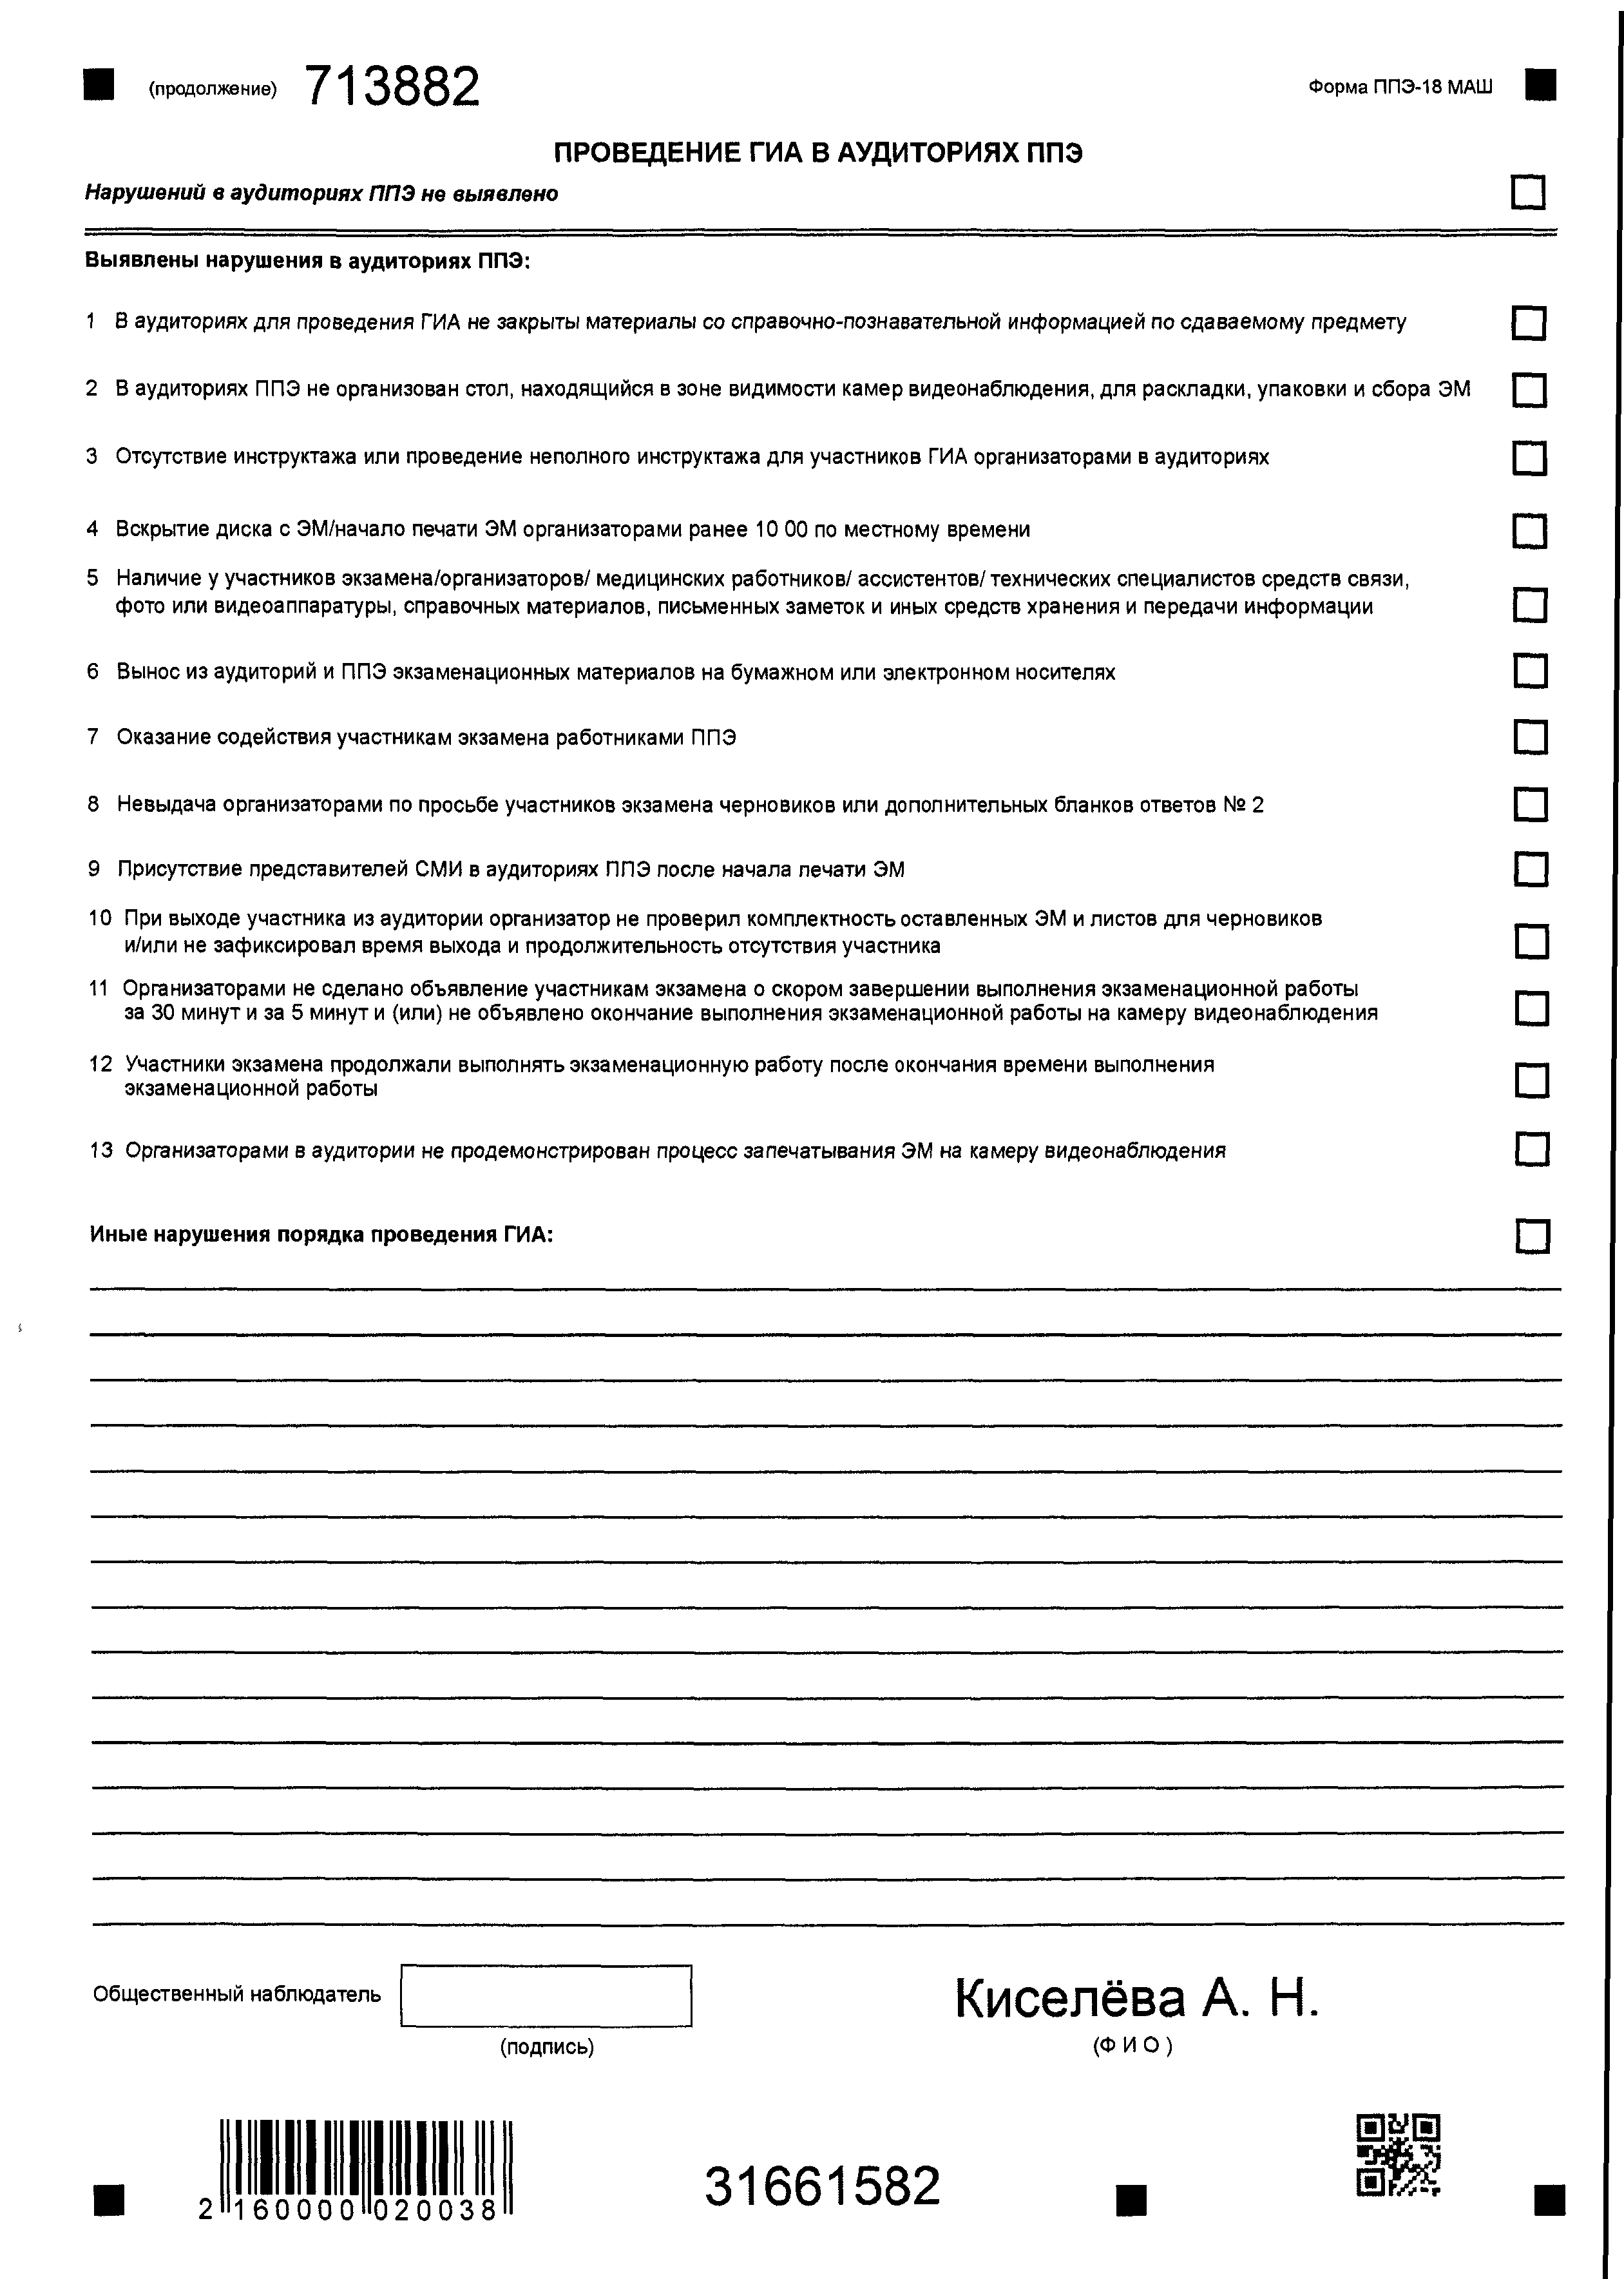 (продолжение) 713882 Форма ППЭ-18 МАШ
ПРОВЕДЕНИЕ ГИА В АУДИТОРИЯХ ППЭ
Нарушений в аудиториях ППЭ не выявлено
Выявлены нарушения в аудиториях ППЭ:
1 В аудиториях для проведения ГИА не закрыты материалы со справочно-познавательной информацией по сдаваемому предмету
2 В аудиториях ППЭ не организован стол, находящийся в зоне видимости камер видеонаблюдения, для раскладки, упаковки и сбора ЭМ
3 Отсутствие инструктажа или проведение неполного инструктажа для участников ГИА организаторами в аудиториях
4 Вскрытие диска с ЭМ/начало печати ЭМ организаторами ранее 10 00 по местному времени
5 Наличие у участников экзамена/организаторов/ медицинских работников/ ассистентов/ технических специалистов средств связи,
фото или видеоаппаратуры, справочных материалов, письменных заметок и иных средств хранения и передачи информации
6 Вынос из аудиторий и ППЭ экзаменационных материалов на бумажном или электронном носителях
7 Оказание содействия участникам экзамена работниками ППЭ
8 Невыдача организаторами по просьбе участников экзамена черновиков или дополнительных бланков ответов № 2
9 Присутствие представителей СМИ в аудиториях ППЭ после начала печати ЭМ
10 При выходе участника из аудитории организатор не проверил комплектность оставленных ЭМ и листов для черновиков
и/или не зафиксировал время выхода и продолжительность отсутствия участника
11 Организаторами не сделано объявление участникам экзамена о скором завершении выполнения экзаменационной работы
за 30 минут и за 5 минут и (или) не объявлено окончание выполнения экзаменационной работы на камеру видеонаблюдения
12 Участники экзамена продолжали выполнять экзаменационную работу после окончания времени выполнения
экзаменационной работы
13 Организаторами в аудитории не продемонстрирован процесс запечатывания ЭМ на камеру видеонаблюдения
Иные нарушения порядка проведения ГИА:
Общественный наблюдатель Киселёва А. Н.
(подпись) (Ф И О )
2 160000 020038 31661582